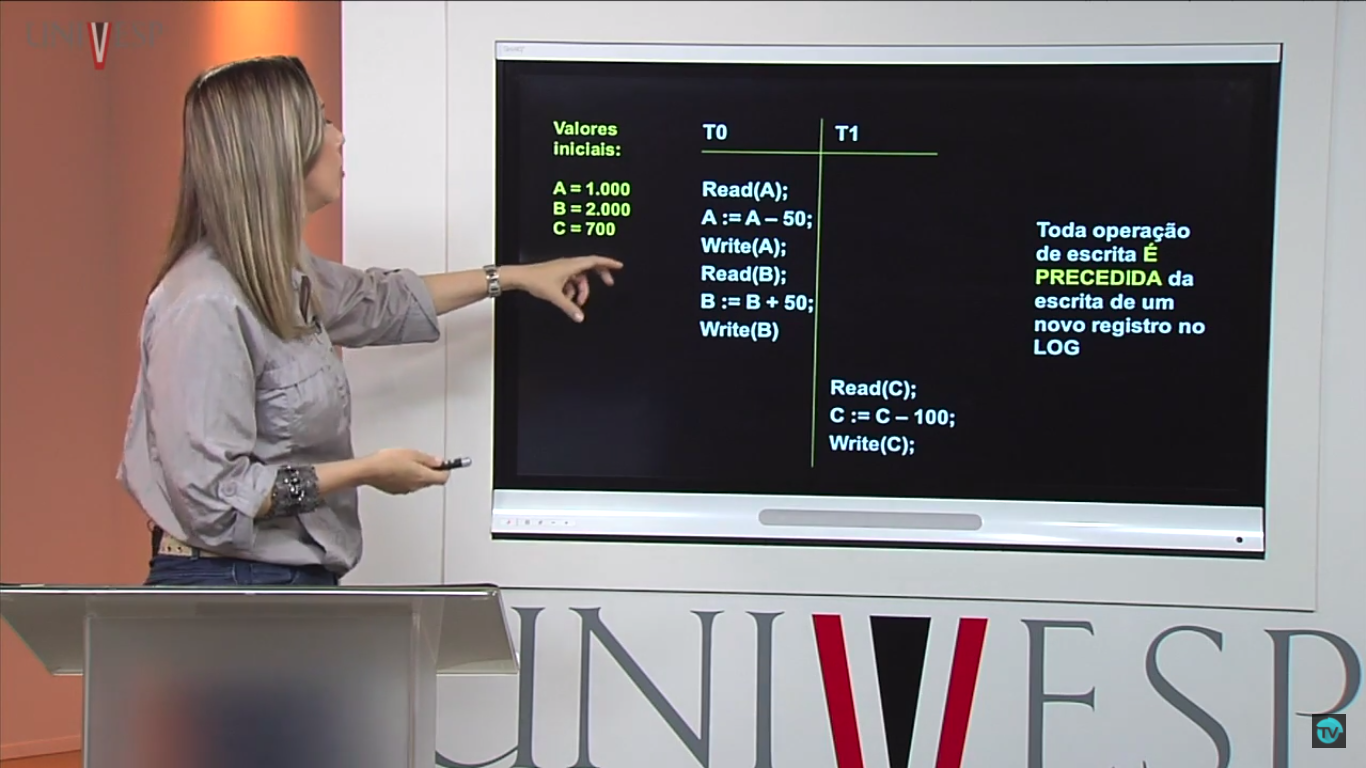 UNIVESP
Valores
iniciais:
A = 1.000
B = 2.000
C = 700
T0
T1
Read(A);
A := A – 50;
Write(A);
Read(B);
B := B + 50;
Write(B)
Read(C);
C := C – 100;
Write(C);
Toda operação
de escrita É
PRECEDIDA da
escrita de um
novo registro no
LOG
UNIVESP
TV